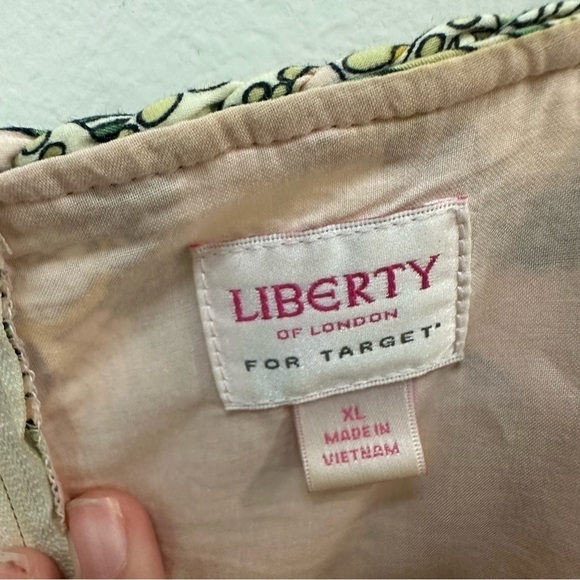 LIBERTY
OF LONDON
FOR TARGET
XL
MADE IN
VIETNAM